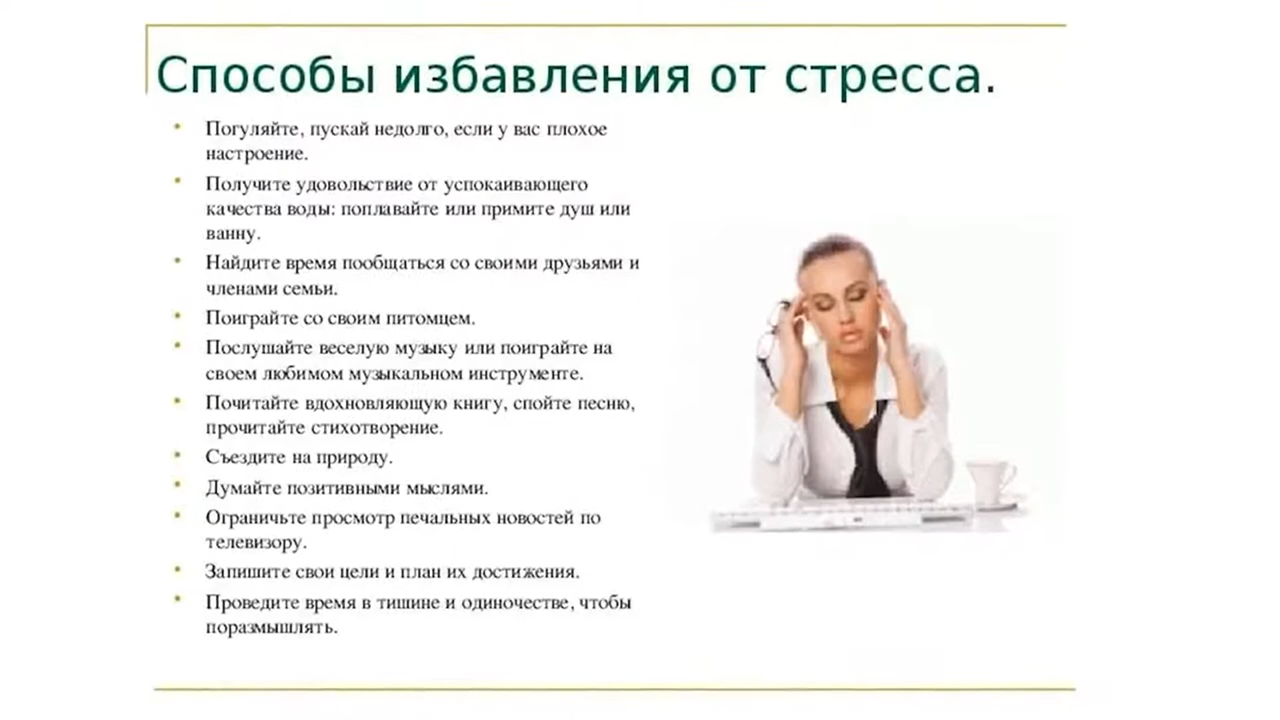 Способы избавления от стресса.
Погуляйте, пускай недолго, если у вас плохое
настроение.
Получите удовольствие от успокаивающего
качества воды: поплавайте или примите душ или
ванну.
Найдите время пообщаться со своими друзьями и
членами семьи.
Поиграйте со своим питомцем.
Послушайте веселую музыку или поиграйте на
своем любимом музыкальном инструменте.
Почитайте вдохновляющую книгу, спойте песню,
прочитайте стихотворение.
Съездите на природу.
Думайте позитивными мыслями.
Ограничьте просмотр печальных новостей по
телевизору.
Запишите свои цели и план их достижения.
Проведите время в тишине и одиночестве, чтобы
поразмышлять.